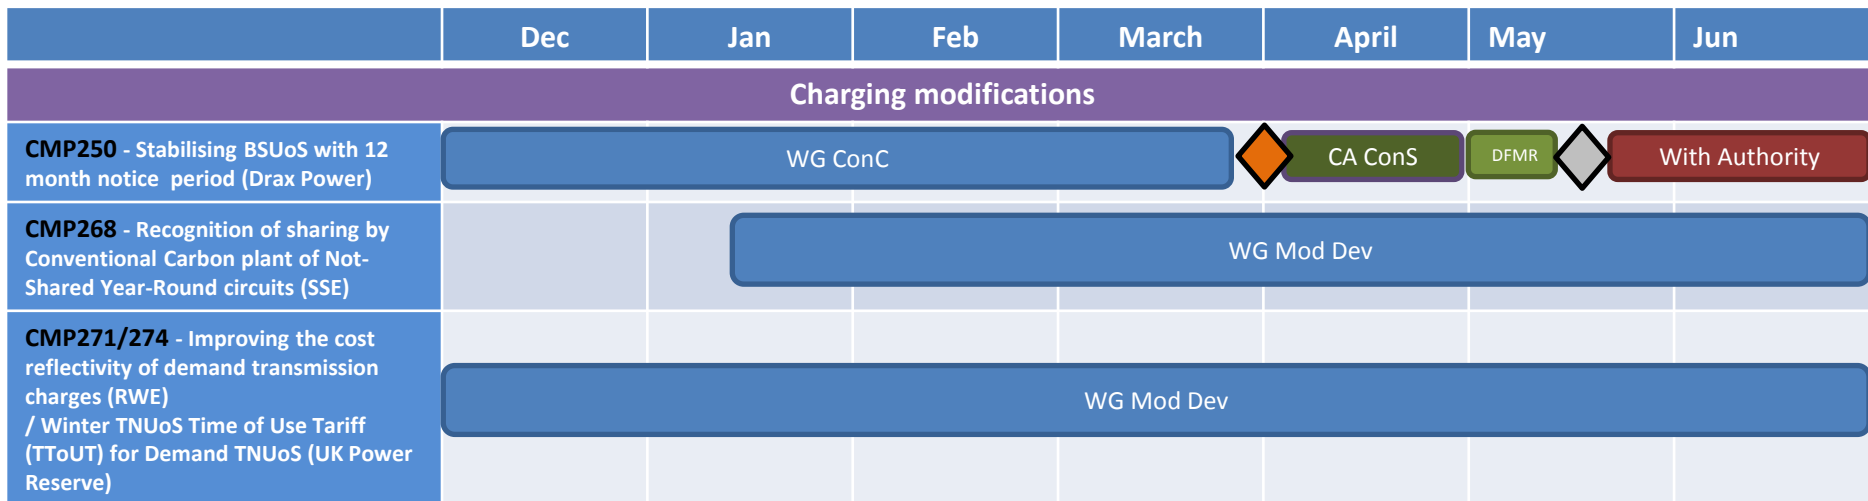 Dec Jan Feb March April May Jun
Charging modifications
CMP250 - Stabilising BSUoS with 12
month notice period (Drax Power)
WG ConC
CA ConS
DFMR
With Authority
CMP268 - Recognition of sharing by
Conventional Carbon plant of Not-
Shared Year-Round circuits (SSE)
WG Mod Dev
CMP271/274 - Improving the cost
reflectivity of demand transmission
charges (RWE)
/ Winter TNUoS Time of Use Tariff
(TToUT) for Demand TNUoS (UK Power
Reserve)
WG Mod Dev